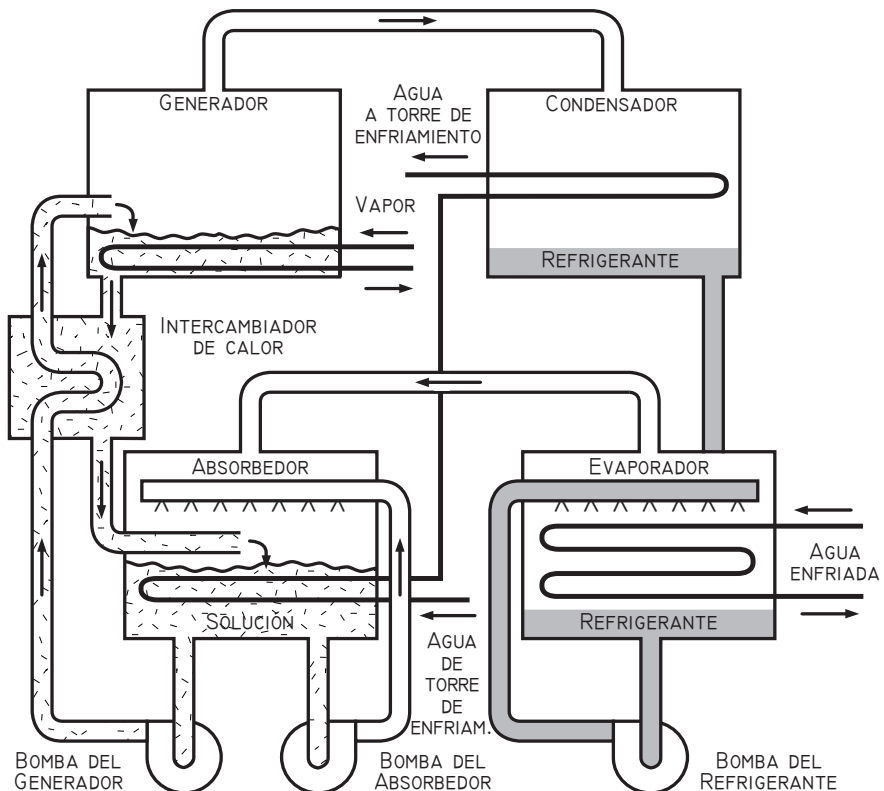 GENERADOR
AGUA
A TORRE DE
ENFRIAMIENTO
CONDENSADOR
VAPOR
REFRIGERANTE
INTERCAMBIADOR
DE CALOR
ABSORBEDOR
EVAPORADOR
AGUA
ENFRIADA
SOLUCIÓN
REFRIGERANTE
AGUA
DE
TORRE
DE
ENFRIAM.
BOMBA DEL
GENERADOR
BOMBA DEL
ABSORBEDOR
BOMBA DEL
REFRIGERANTE